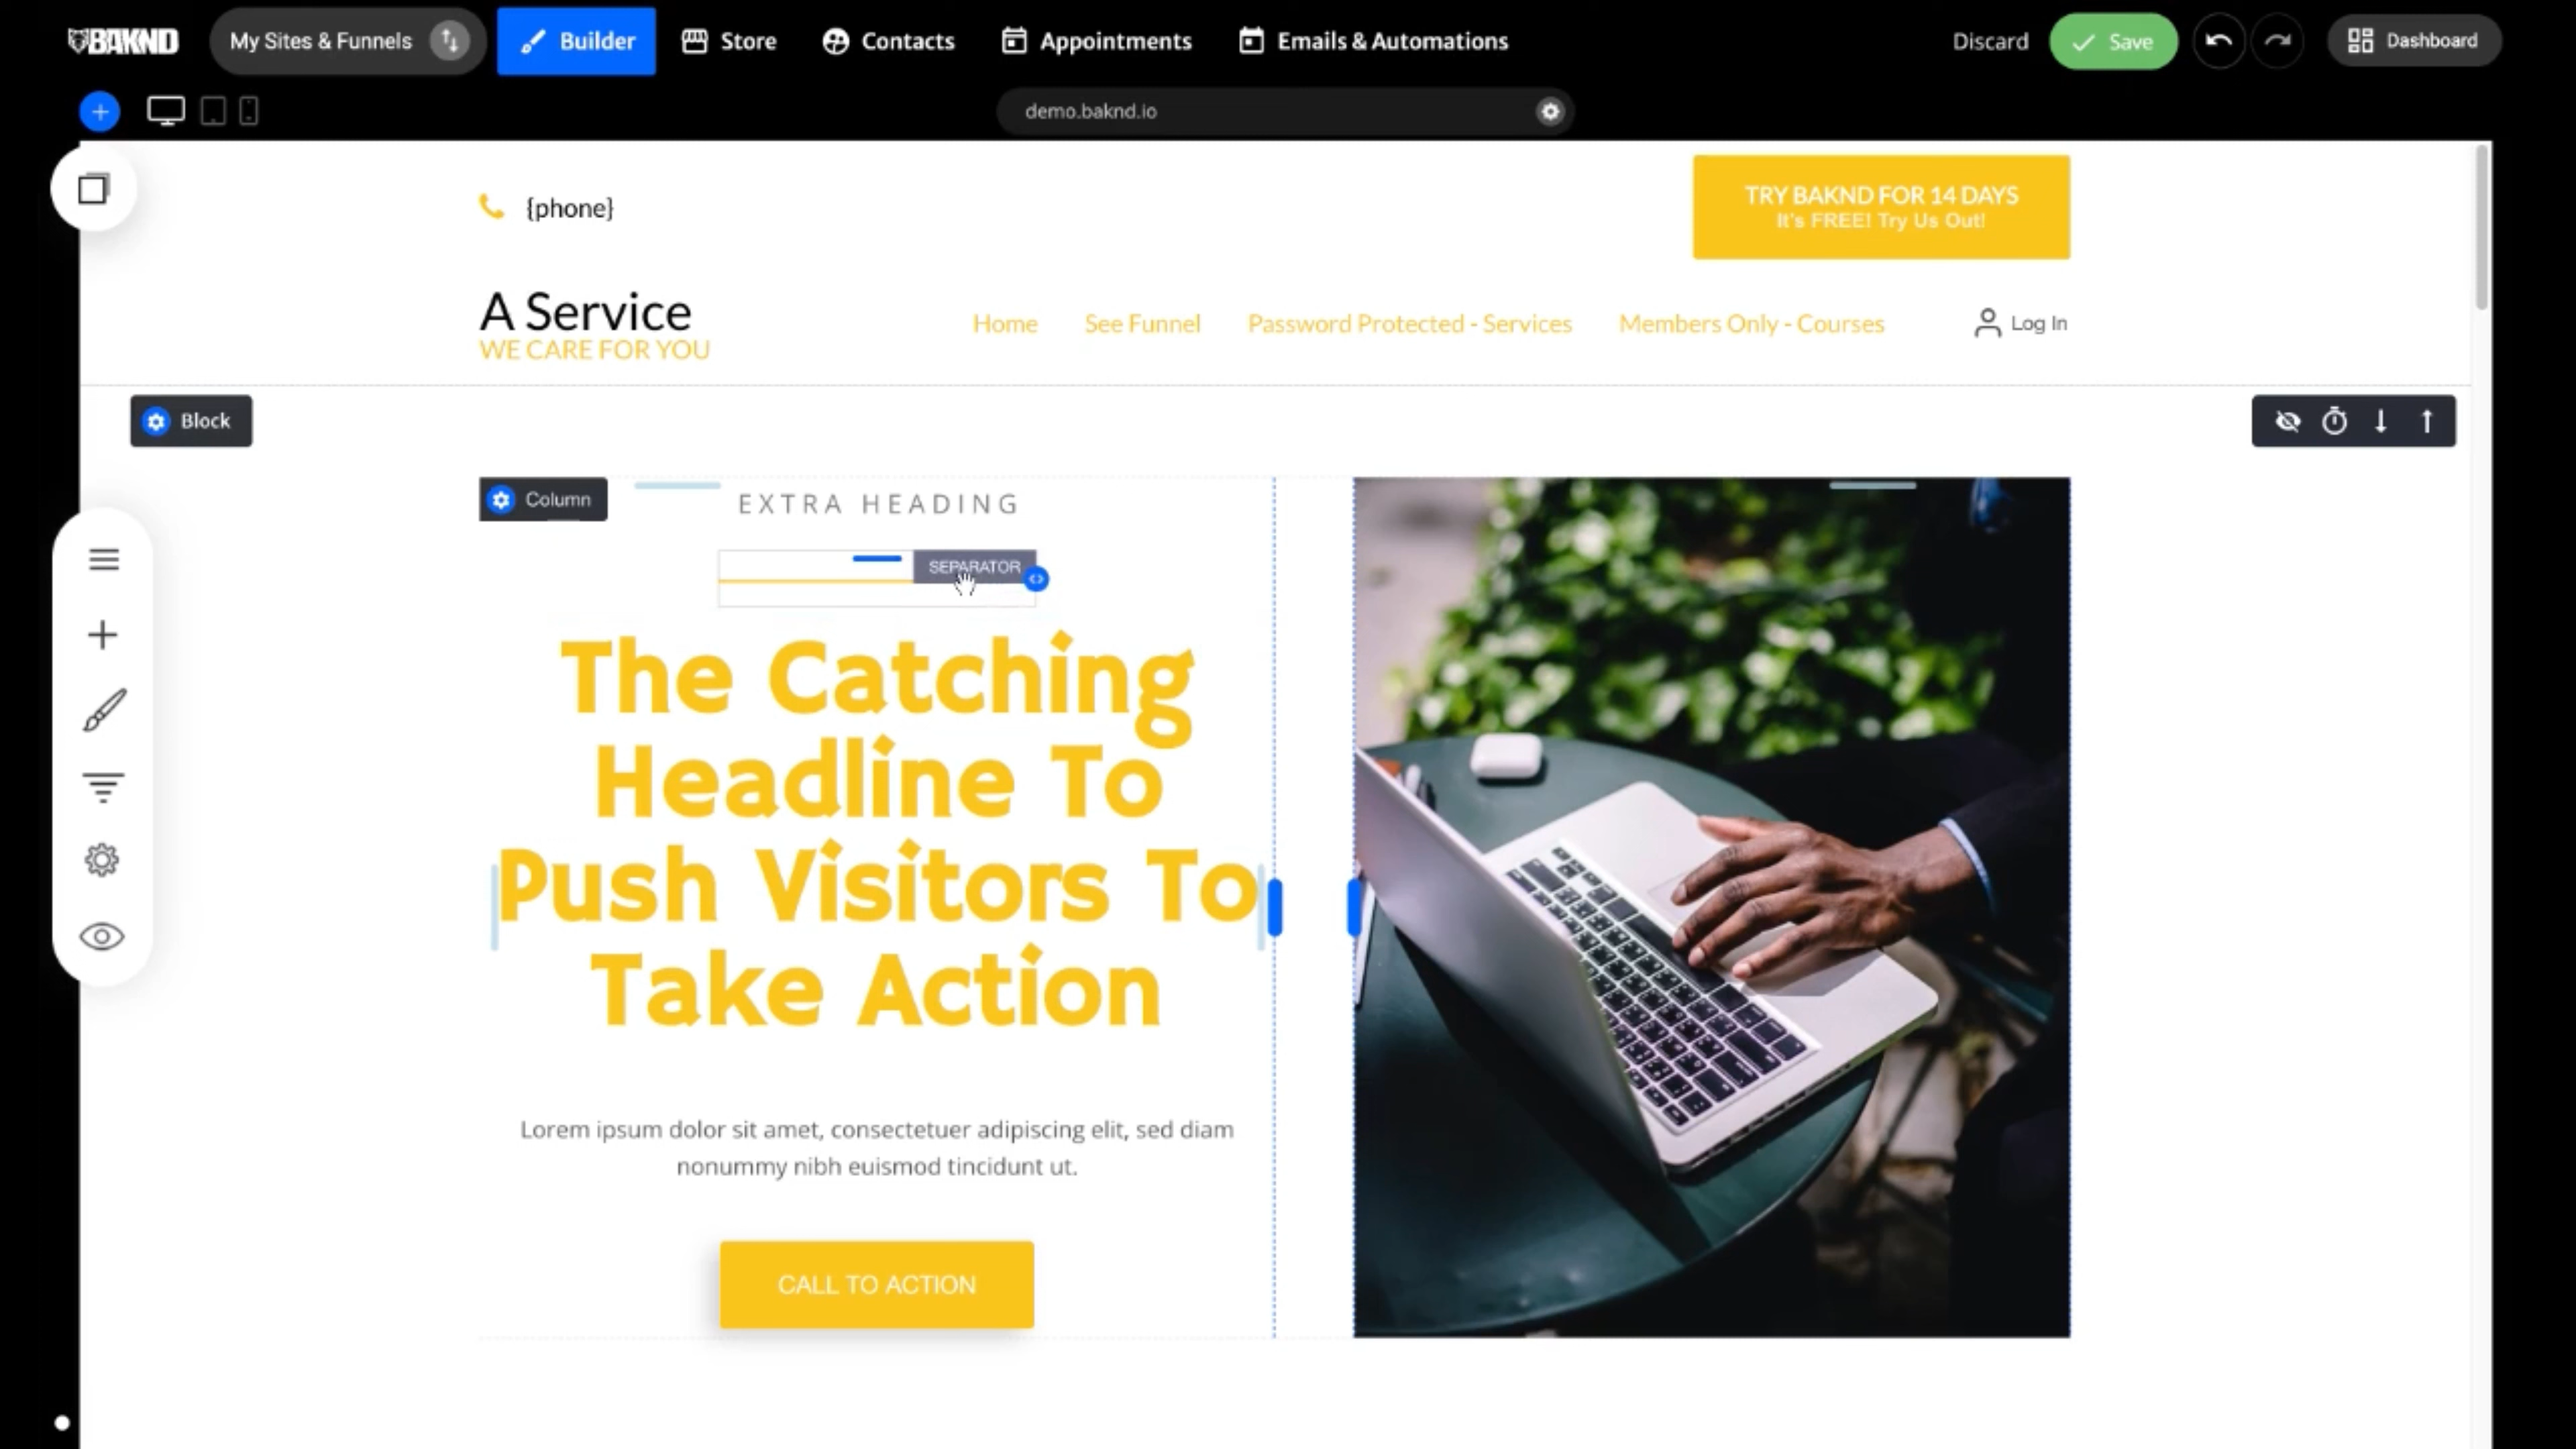 BAKND
My Sites & Funnels
Builder
Store
Contacts
Appointments
Emails & Automations
Discard
Save
Dashboard
demo.baknd.io
{phone}
TRY BAKND FOR 14 DAYS
It's FREE! Try Us Out!
A Service
WE CARE FOR YOU
Home
See Funnel
Password Protected - Services
Members Only - Courses
Log In
Block
Column
EXTRA HEADING
SEPARATOR
The Catching
Headline To
Push Visitors To
Take Action
Lorem ipsum dolor sit amet, consectetuer adipiscing elit, sed diam
nonummy nibh euismod tincidunt ut.
CALL TO ACTION